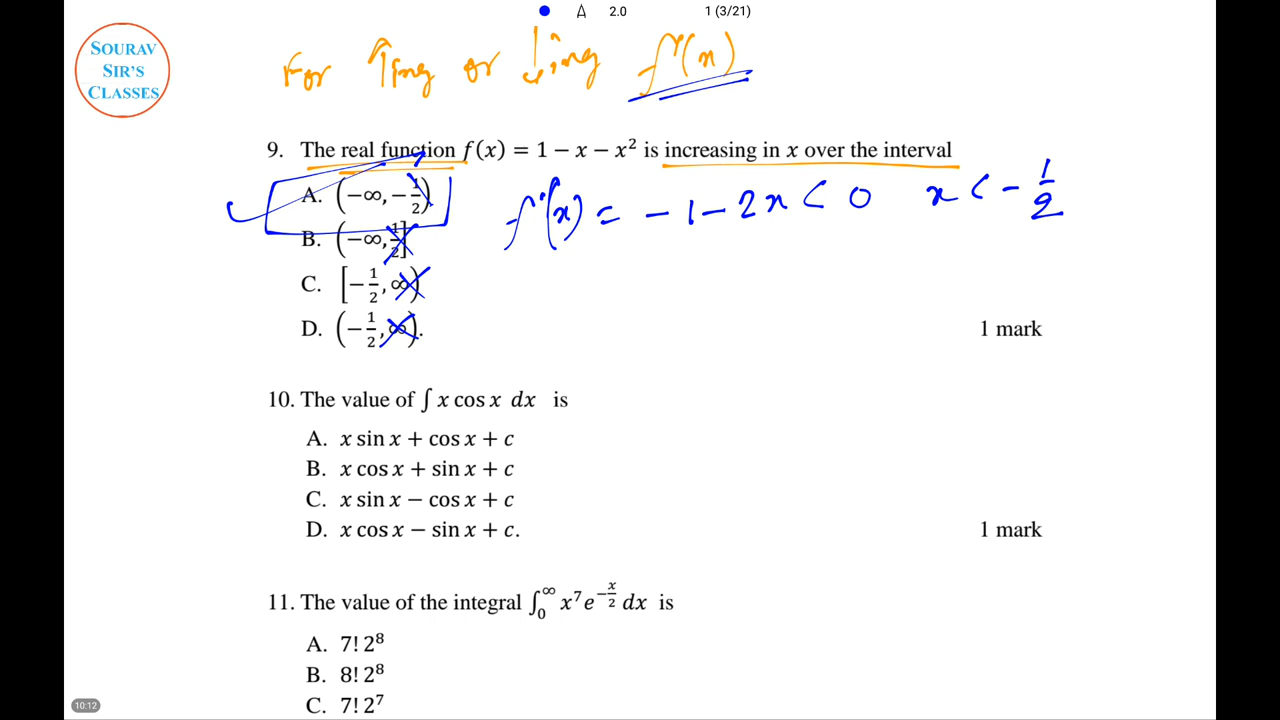 2.0 1 (3/21)
SOURAV
SIR'S
CLASSES
For ↑ing or ↓ing f'(x)
9. The real function f(x) = 1 − x − x² is increasing in x over the interval
A. (−∞, −1/2)
f'(x) = −1−2x < 0 x < −1/2
B. (−∞, 1/2]
C. [−1/2, ∞)
D. (−1/2, ∞). 1 mark
10. The value of ∫ x cos x dx is
A. x sin x + cos x + c
B. x cos x + sin x + c
C. x sin x − cos x + c
D. x cos x − sin x + c. 1 mark
11. The value of the integral ∫₀^∞ x⁷e^(−x/2) dx is
A. 7! 2⁸
B. 8! 2⁸
C. 7! 2⁷
10:12